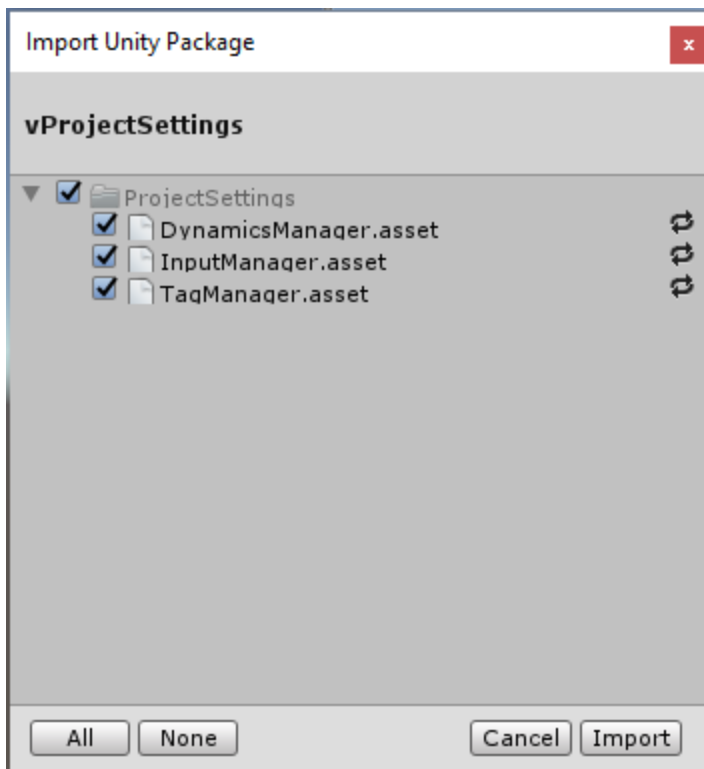 Import Unity Package
x
vProjectSettings
ProjectSettings
DynamicsManager.asset
InputManager.asset
TagManager.asset
All
None
Cancel
Import